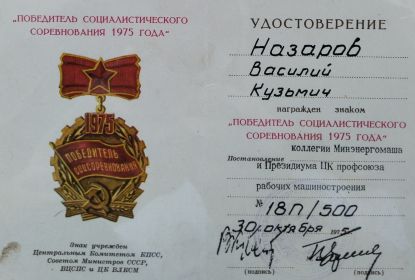 „ПОБЕДИТЕЛЬ СОЦИАЛИСТИЧЕСКОГО
СОРЕВНОВАНИЯ 1975 ГОДА"
1975
ПОБЕДИТЕЛЬ
СОЦСОРЕВНОВАНИЯ
Знак учрежден
Центральным Комитетом КПСС,
Советом Министров СССР,
ВЦСПС и ЦК ВЛКСМ
УДОСТОВЕРЕНИЕ
Назаров
Василий
Кузьмич
награжден знаком
„ПОБЕДИТЕЛЬ СОЦИАЛИСТИЧЕСКОГО
СОРЕВНОВАНИЯ 1975 ГОДА"
коллегии Минэнергомаша
Постановление
и Президиума ЦК профсоюза
рабочих машиностроения
№ 18П/500
30 октября 1975
(подпись) (подпись)